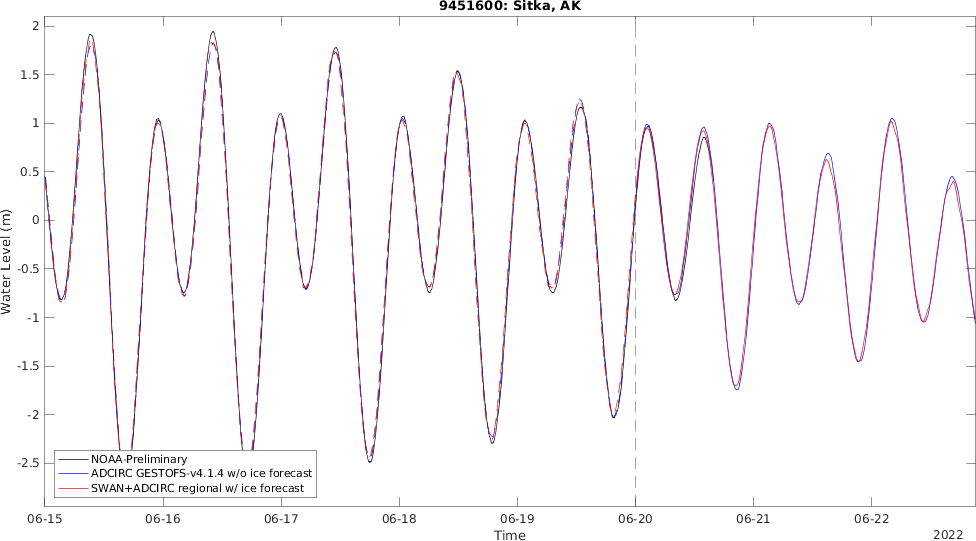 9451600: Sitka, AK
Water Level (m)
2
1.5
1
0.5
0
-0.5
-1
-1.5
-2
-2.5
NOAA-Preliminary
ADCIRC GESTOFS-v4.1.4 w/o ice forecast
SWAN+ADCIRC regional w/ ice forecast
06-15 06-16 06-17 06-18 06-19 06-20 06-21 06-22
Time
2022